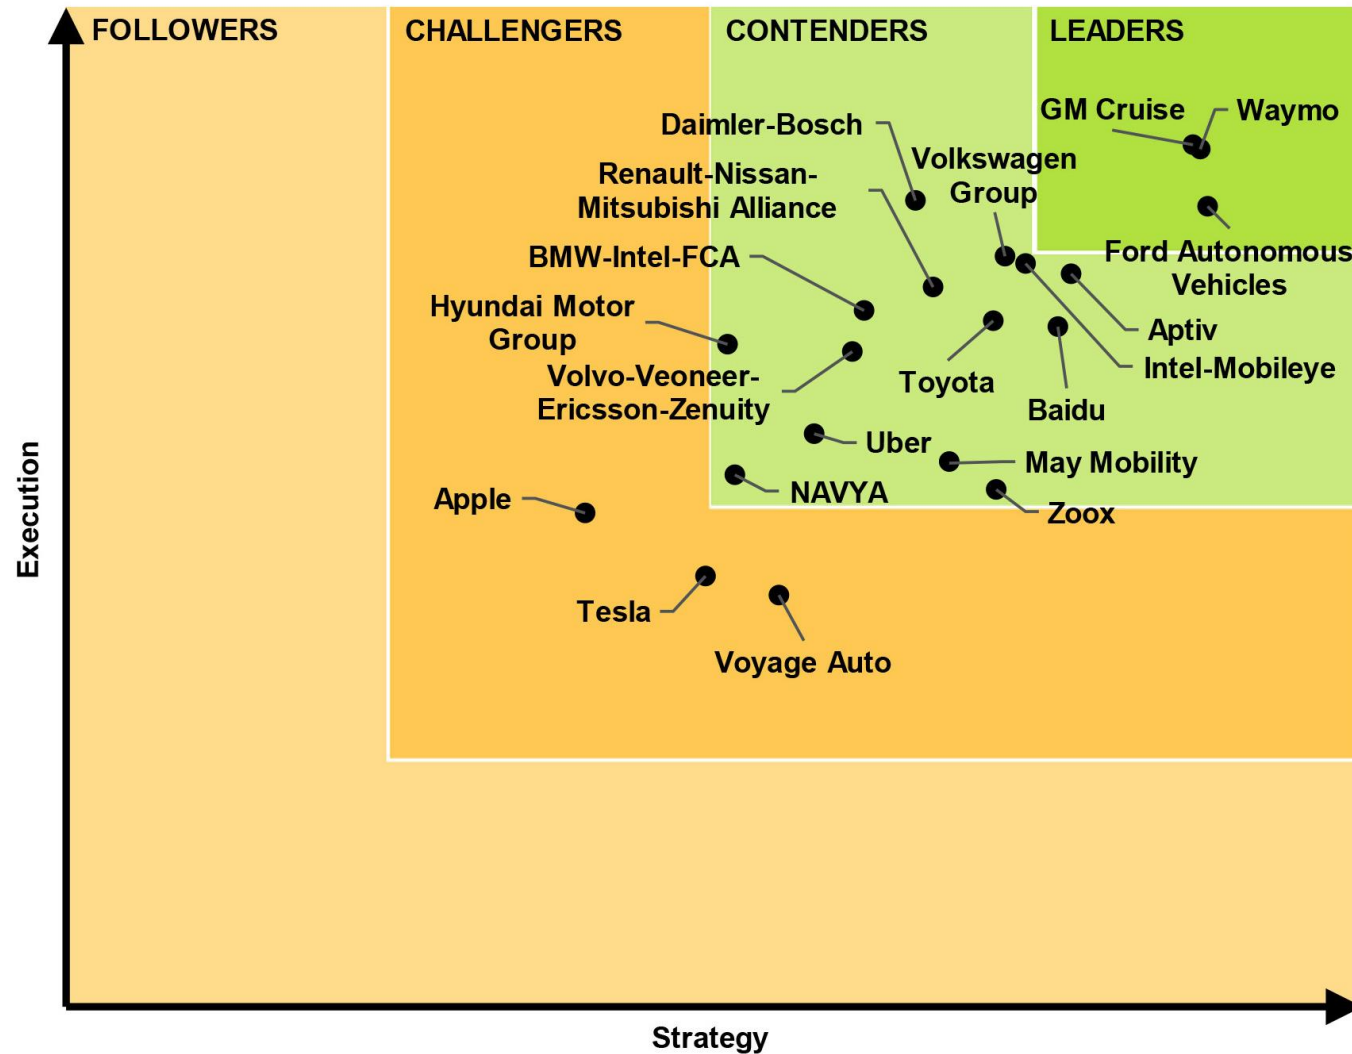 FOLLOWERS
CHALLENGERS
CONTENDERS
LEADERS
GM Cruise
Waymo
Daimler-Bosch
Volkswagen
Group
Renault-Nissan-
Mitsubishi Alliance
BMW-Intel-FCA
Ford Autonomous
Vehicles
Hyundai Motor
Group
Aptiv
Intel-Mobileye
Volvo-Veoneer-
Ericsson-Zenuity
Toyota
Baidu
Uber
May Mobility
NAVYA
Apple
Zoox
Tesla
Voyage Auto
Execution
Strategy